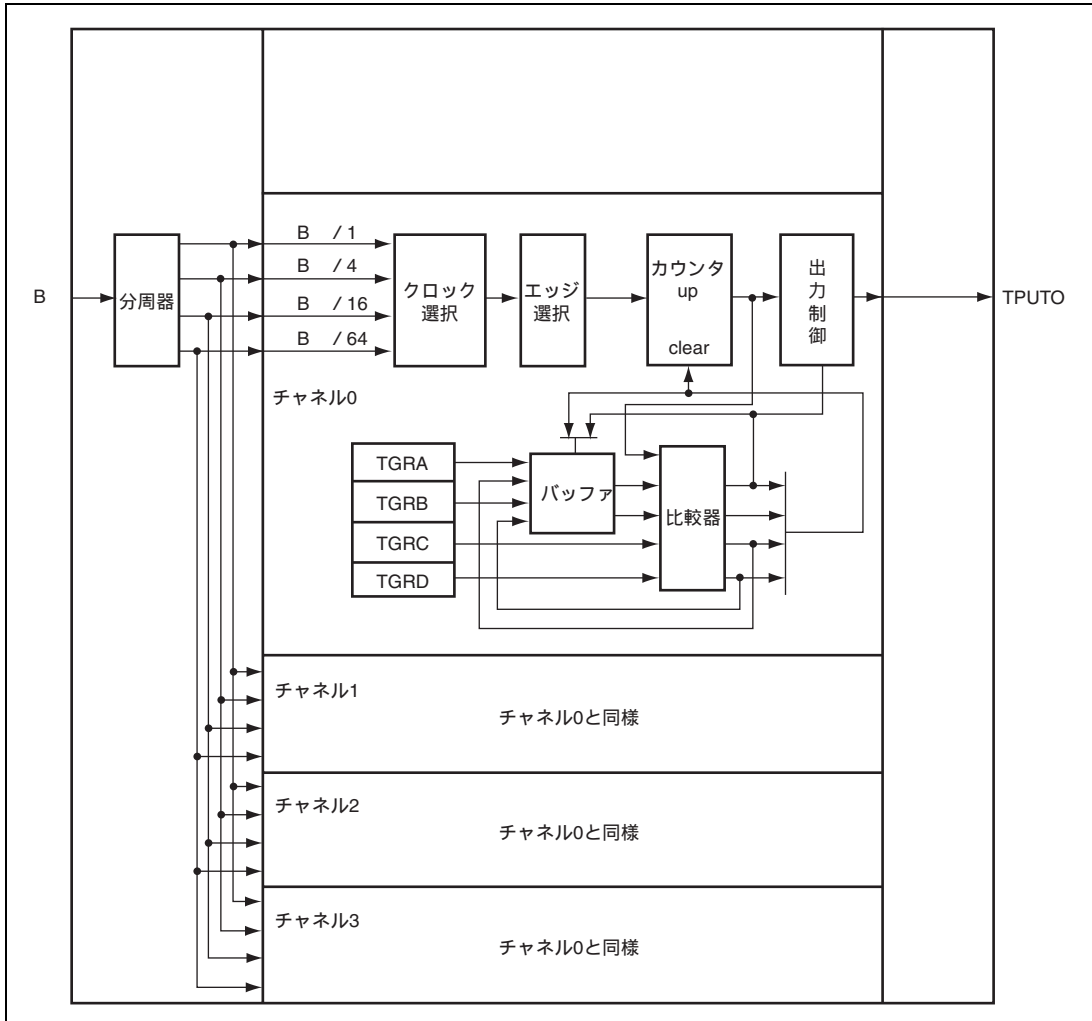 B
分周器
B / 1
B / 4
B / 16
B / 64
クロック
選択
エッジ
選択
カウンタ
up
clear
出力制御
TPUTO
チャネル0
TGRA
TGRB
TGRC
TGRD
バッファ
比較器
チャネル1
チャネル0と同様
チャネル2
チャネル0と同様
チャネル3
チャネル0と同様